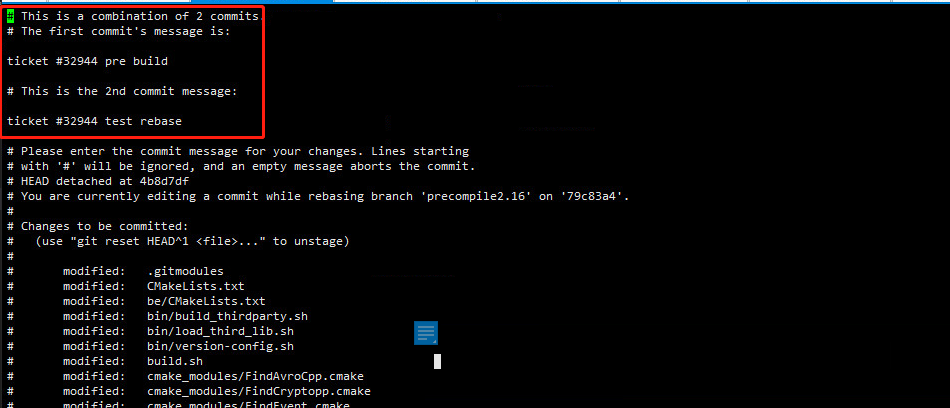 # This is a combination of 2 commits.
# The first commit's message is:
ticket #32944 pre build
# This is the 2nd commit message:
ticket #32944 test rebase
# Please enter the commit message for your changes. Lines starting
# with '#' will be ignored, and an empty message aborts the commit.
# HEAD detached at 4b8d7df
# You are currently editing a commit while rebasing branch 'precompile2.16' on '79c83a4'.
#
# Changes to be committed:
#   (use "git reset HEAD^1 <file>..." to unstage)
#
#       modified:   .gitmodules
#       modified:   CMakeLists.txt
#       modified:   be/CMakeLists.txt
#       modified:   bin/build_thirdparty.sh
#       modified:   bin/load_third_lib.sh
#       modified:   bin/version-config.sh
#       modified:   build.sh
#       modified:   cmake_modules/FindAvroCpp.cmake
#       modified:   cmake_modules/FindCryptopp.cmake
#       modified:   cmake_modules/FindEvent.cmake